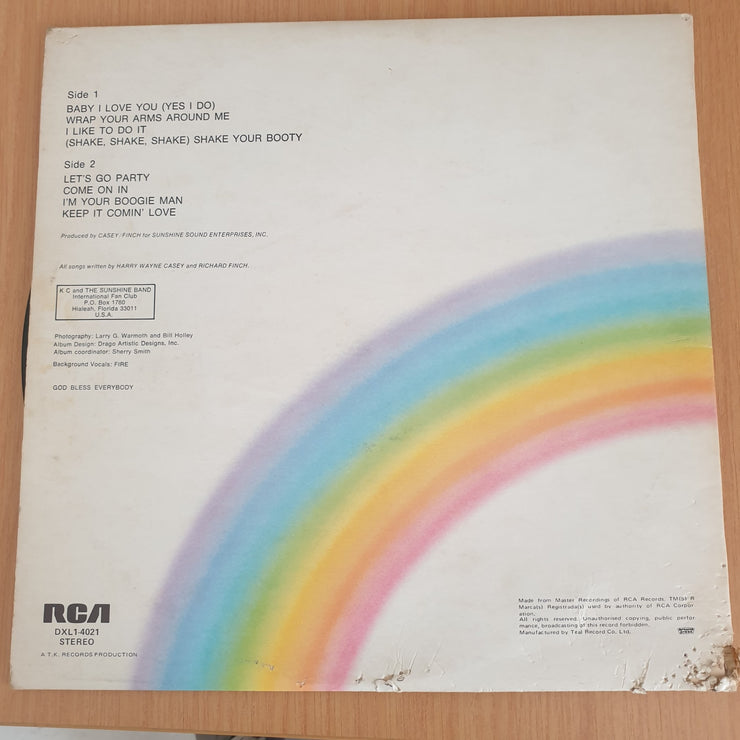 Side 1
BABY I LOVE YOU (YES I DO)
WRAP YOUR ARMS AROUND ME
I LIKE TO DO IT
(SHAKE, SHAKE, SHAKE) SHAKE YOUR BOOTY
Side 2
LET'S GO PARTY
COME ON IN
I'M YOUR BOOGIE MAN
KEEP IT COMIN' LOVE
Produced by CASEY/FINCH for SUNSHINE SOUND ENTERPRISES, INC.
All songs written by HARRY WAYNE CASEY and RICHARD FINCH.
K C and THE SUNSHINE BAND
International Fan Club
P.O. Box 1780
Hialeah, Florida 33011
U.S.A.
Photography: Larry G. Warmoth and Bill Holley
Album Design: Drago Artistic Designs, Inc.
Album coordinator: Sherry Smith
Background Vocals: FIRE
GOD BLESS EVERYBODY
RCA
DXL1-4021
STEREO
A T.K. RECORDS PRODUCTION
Made from Master Recordings of RCA Records. TM(s) ®
Marca(s) Registrada(s) used by authority of RCA Corpor
ation.
All rights reserved. Unauthorised copying, public perfor
mance, broadcasting of this record forbidden.
Manufactured by Teal Record Co. Ltd.